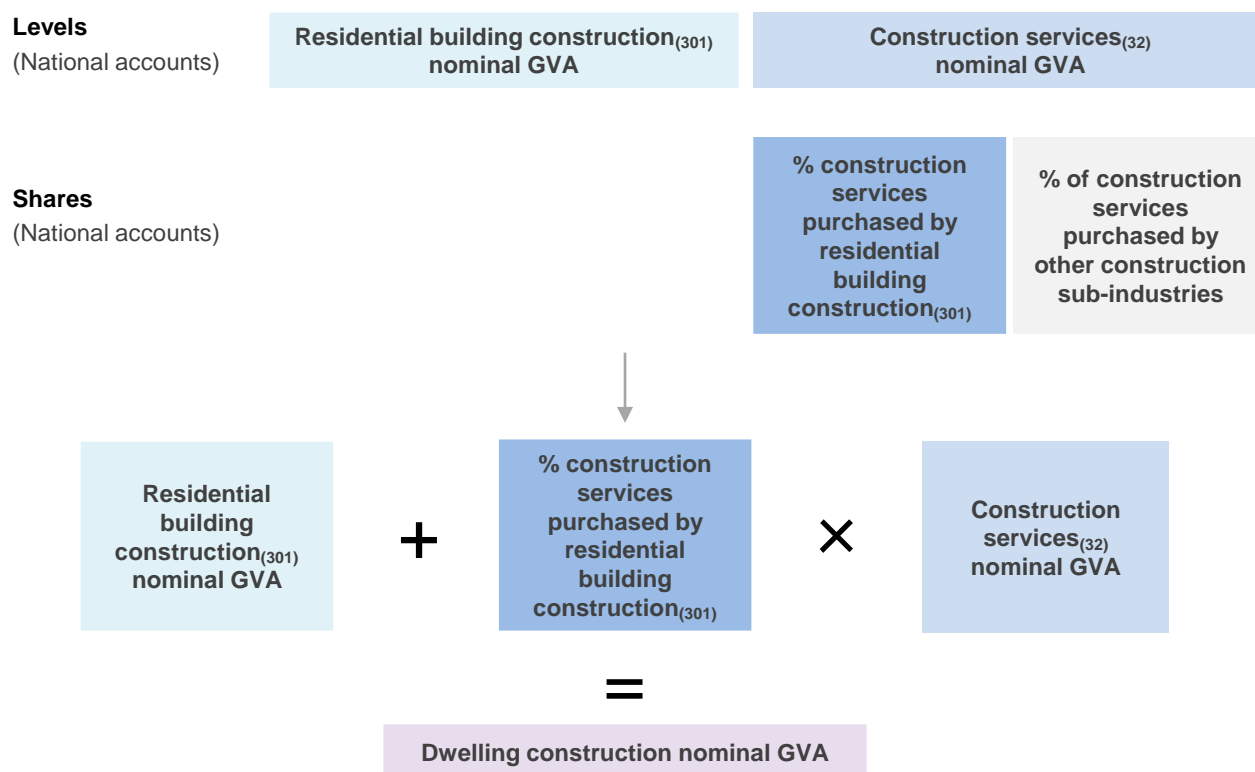 Levels
(National accounts)
Residential building construction(301)
nominal GVA
Construction services(32)
nominal GVA
Shares
(National accounts)
% construction
services
purchased by
residential
building
construction(301)
% of construction
services
purchased by
other construction
sub-industries
Residential
building
construction(301)
nominal GVA
+
% construction
services
purchased by
residential
building
construction(301)
×
Construction
services(32)
nominal GVA
=
Dwelling construction nominal GVA